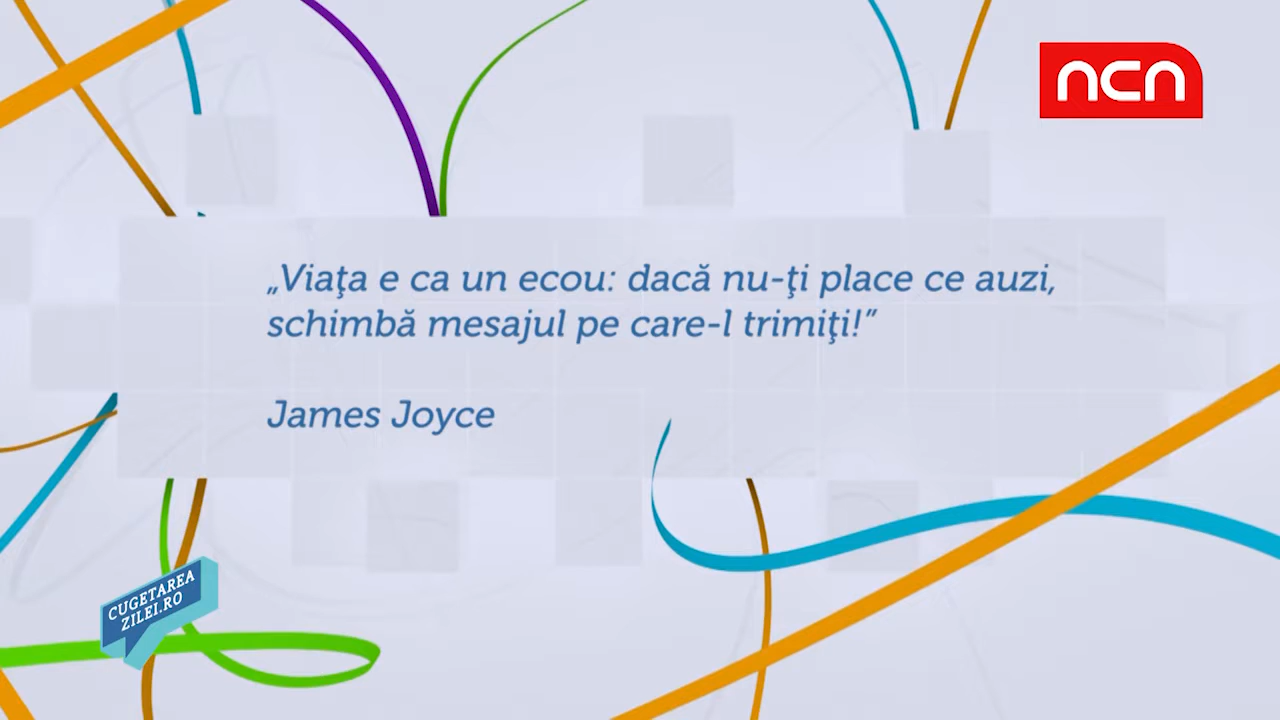 ncn
„Viaţa e ca un ecou: dacă nu-ţi place ce auzi,
schimbă mesajul pe care-l trimiţi!”
James Joyce
CUGETAREA
ZILEI.RO